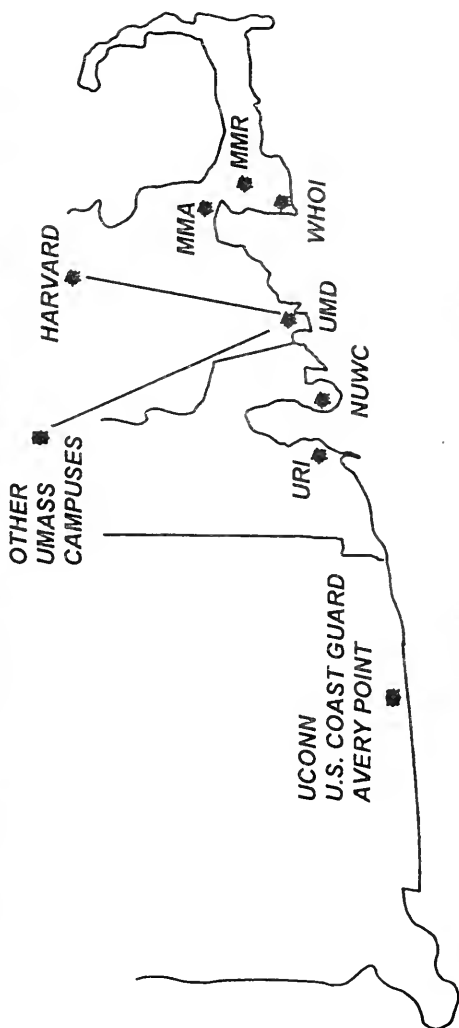 OTHER
UMASS
CAMPUSES
HARVARD
MMA
MMR
WHOI
UMD
NUWC
URI
UCONN
U.S. COAST GUARD
AVERY POINT